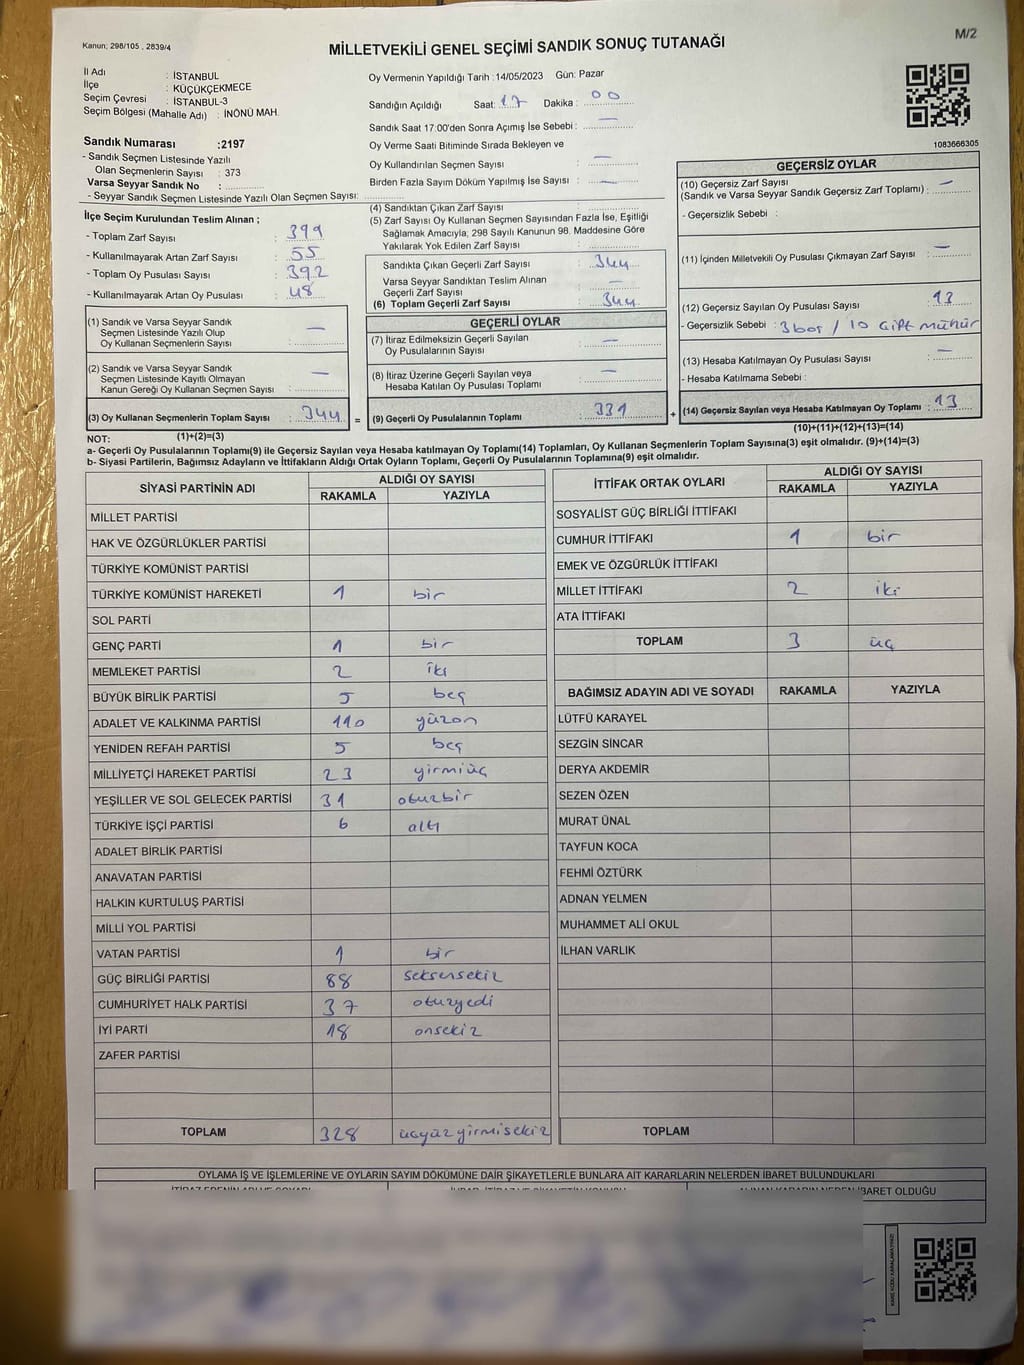 Kanun; 298/105 , 2839/4
MİLLETVEKİLİ GENEL SEÇİMİ SANDIK SONUÇ TUTANAĞI
M/2
İl Adı : İSTANBUL
İlçe : KÜÇÜKÇEKMECE
Seçim Çevresi : İSTANBUL-3
Seçim Bölgesi (Mahalle Adı) : İNÖNÜ MAH.
Sandık Numarası :2197
- Sandık Seçmen Listesinde Yazılı
Olan Seçmenlerin Sayısı : 373
Varsa Seyyar Sandık No :
- Seyyar Sandık Seçmen Listesinde Yazılı Olan Seçmen Sayısı:
Oy Vermenin Yapıldığı Tarih :14/05/2023 Gün: Pazar
Sandığın Açıldığı Saat: 17 Dakika : 00
Sandık Saat 17:00'den Sonra Açımış İse Sebebi : —
Oy Verme Saati Bitiminde Sırada Bekleyen ve
Oy Kullandırılan Seçmen Sayısı : —
Birden Fazla Sayım Döküm Yapılmış İse Sayısı : —
1083666305
İlçe Seçim Kurulundan Teslim Alınan ;
- Toplam Zarf Sayısı : 399
- Kullanılmayarak Artan Zarf Sayısı : 55
- Toplam Oy Pusulası Sayısı : 392
- Kullanılmayarak Artan Oy Pusulası : 48
(4) Sandıktan Çıkan Zarf Sayısı :
(5) Zarf Sayısı Oy Kullanan Seçmen Sayısından Fazla İse, Eşitliği
Sağlamak Amacıyla, 298 Sayılı Kanunun 98. Maddesine Göre
Yakılarak Yok Edilen Zarf Sayısı :
Sandıkta Çıkan Geçerli Zarf Sayısı : 344
Varsa Seyyar Sandıktan Teslim Alınan
Geçerli Zarf Sayısı : —
(6) Toplam Geçerli Zarf Sayısı : 344
GEÇERSİZ OYLAR
(10) Geçersiz Zarf Sayısı
(Sandık ve Varsa Seyyar Sandık Geçersiz Zarf Toplamı) : —
- Geçersizlik Sebebi :
(11) İçinden Milletvekili Oy Pusulası Çıkmayan Zarf Sayısı : —
(12) Geçersiz Sayılan Oy Pusulası Sayısı : 13
- Geçersizlik Sebebi : 3 boş / 10 Çift mühür
(13) Hesaba Katılmayan Oy Pusulası Sayısı : —
- Hesaba Katılmama Sebebi :
(14) Geçersiz Sayılan veya Hesaba Katılmayan Oy Toplamı : 13
(10)+(11)+(12)+(13)=(14)
(1) Sandık ve Varsa Seyyar Sandık
Seçmen Listesinde Yazılı Olup
Oy Kullanan Seçmenlerin Sayısı : —
(2) Sandık ve Varsa Seyyar Sandık
Seçmen Listesinde Kayıtlı Olmayan
Kanun Gereği Oy Kullanan Seçmen Sayısı : —
(3) Oy Kullanan Seçmenlerin Toplam Sayısı : 344 =
(1)+(2)=(3)
GEÇERLİ OYLAR
(7) İtiraz Edilmeksizin Geçerli Sayılan
Oy Pusulalarının Sayısı : —
(8) İtiraz Üzerine Geçerli Sayılan veya
Hesaba Katılan Oy Pusulası Toplamı : —
(9) Geçerli Oy Pusulalarının Toplamı : 331 +
NOT:
a- Geçerli Oy Pusulalarının Toplamı(9) ile Geçersiz Sayılan veya Hesaba katılmayan Oy Toplamı(14) Toplamları, Oy Kullanan Seçmenlerin Toplam Sayısına(3) eşit olmalıdır. (9)+(14)=(3)
b- Siyasi Partilerin, Bağımsız Adayların ve İttifakların Aldığı Ortak Oyların Toplamı, Geçerli Oy Pusulalarının Toplamına(9) eşit olmalıdır.
SİYASİ PARTİNİN ADI ALDIĞI OY SAYISI
RAKAMLA YAZIYLA
MİLLET PARTİSİ
HAK VE ÖZGÜRLÜKLER PARTİSİ
TÜRKİYE KOMÜNİST PARTİSİ
TÜRKİYE KOMÜNİST HAREKETİ 1 bir
SOL PARTİ
GENÇ PARTİ 1 bir
MEMLEKET PARTİSİ 2 iki
BÜYÜK BİRLİK PARTİSİ 5 beş
ADALET VE KALKINMA PARTİSİ 110 yüzon
YENİDEN REFAH PARTİSİ 5 beş
MİLLİYETÇİ HAREKET PARTİSİ 23 yirmiüç
YEŞİLLER VE SOL GELECEK PARTİSİ 31 otuzbir
TÜRKİYE İŞÇİ PARTİSİ 6 altı
ADALET BİRLİK PARTİSİ
ANAVATAN PARTİSİ
HALKIN KURTULUŞ PARTİSİ
MİLLİ YOL PARTİSİ
VATAN PARTİSİ 1 bir
GÜÇ BİRLİĞİ PARTİSİ 88 seksensekiz
CUMHURİYET HALK PARTİSİ 37 otuzyedi
İYİ PARTİ 18 onsekiz
ZAFER PARTİSİ
TOPLAM 328 üçyüzyirmisekiz
İTTİFAK ORTAK OYLARI ALDIĞI OY SAYISI
RAKAMLA YAZIYLA
SOSYALİST GÜÇ BİRLİĞİ İTTİFAKI
CUMHUR İTTİFAKI 1 bir
EMEK VE ÖZGÜRLÜK İTTİFAKI
MİLLET İTTİFAKI 2 iki
ATA İTTİFAKI
TOPLAM 3 üç
BAĞIMSIZ ADAYIN ADI VE SOYADI RAKAMLA YAZIYLA
LÜTFÜ KARAYEL
SEZGİN SİNCAR
DERYA AKDEMİR
SEZEN ÖZEN
MURAT ÜNAL
TAYFUN KOCA
FEHMİ ÖZTÜRK
ADNAN YELMEN
MUHAMMET ALİ OKUL
İLHAN VARLIK
TOPLAM
OYLAMA İŞ VE İŞLEMLERİNE VE OYLARIN SAYIM DÖKÜMÜNE DAİR ŞİKAYETLERLE BUNLARA AİT KARARLARIN NELERDEN İBARET BULUNDUKLARI
İBARET OLDUĞU